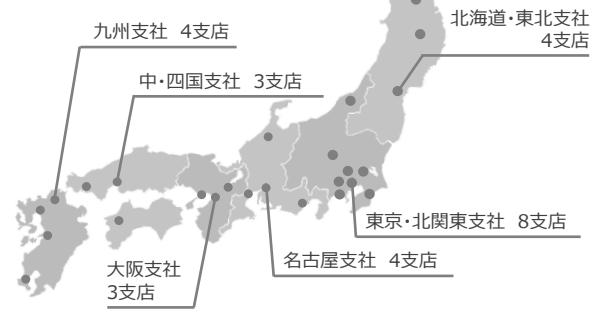 北海道・東北支社
4支店
九州支社 4支店
中・四国支社 3支店
東京・北関東支社 8支店
名古屋支社 4支店
大阪支社
3支店